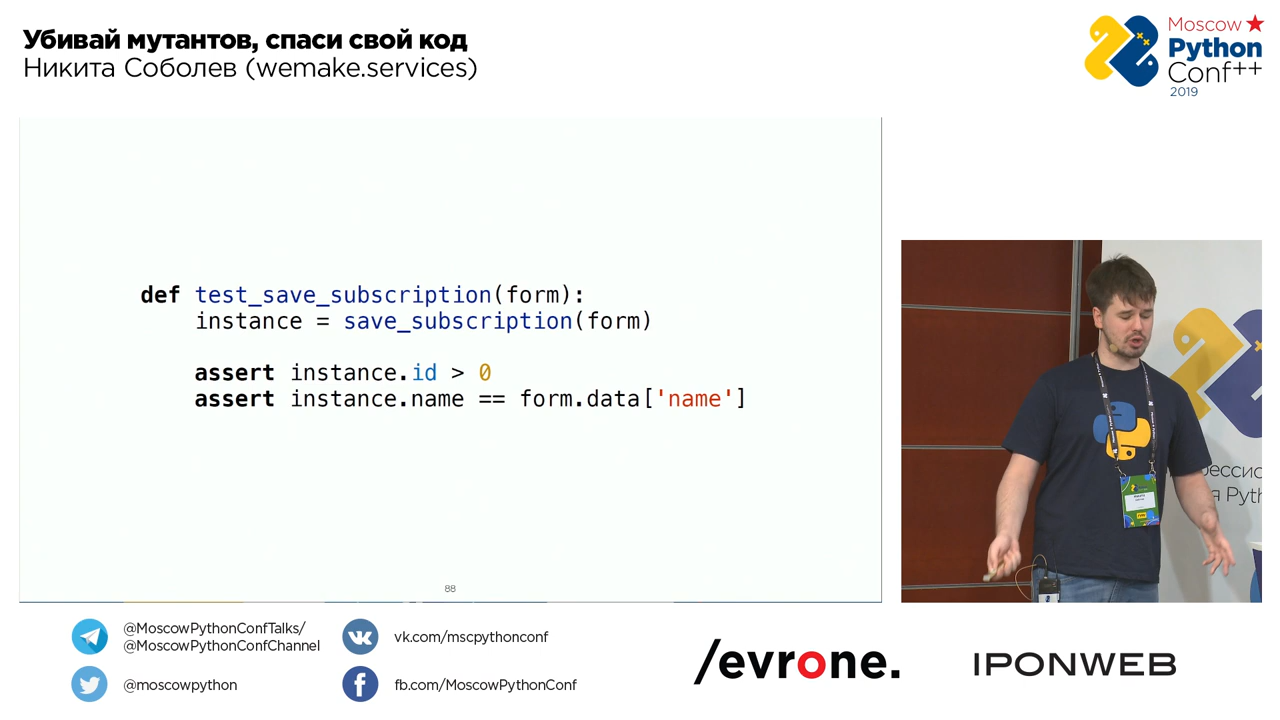 Убивай мутантов, спаси свой код
Никита Соболев (wemake.services)
Moscow
Python
Conf++
2019
def test_save_subscription(form):
instance = save_subscription(form)
assert instance.id > 0
assert instance.name == form.data['name']
88
@MoscowPythonConfTalks/
@MoscowPythonConfChannel
vk.com/mscpythonconf
@moscowpython
fb.com/MoscowPythonConf
/evrone.
IPONWEB